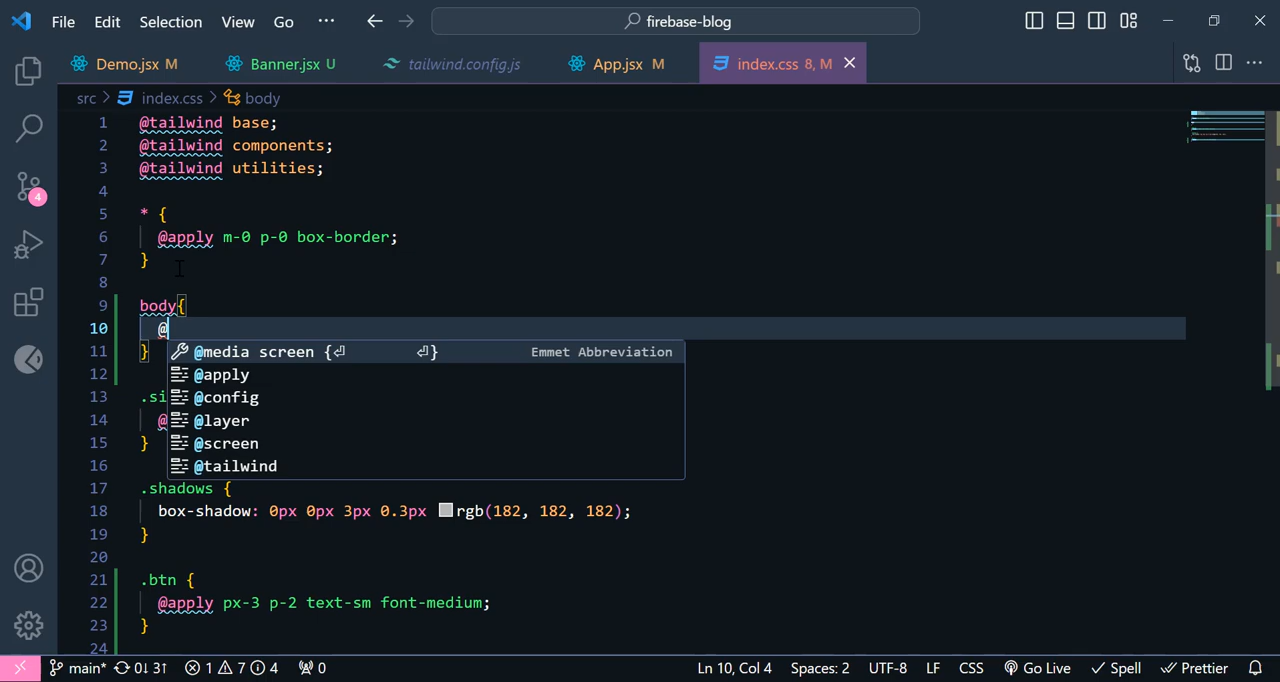 File Edit Selection View Go ··· firebase-blog
Demo.jsx M Banner.jsx U tailwind.config.js App.jsx M index.css 8, M
src > index.css > body
1 @tailwind base;
2 @tailwind components;
3 @tailwind utilities;
4
5 * {
6 @apply m-0 p-0 box-border;
7 }
8
9 body{
10 @
@media screen {⏎ ⏎} Emmet Abbreviation
11 }
@apply
12
@config
13 .si
@layer
14 @
@screen
15 }
@tailwind
16
17 .shadows {
18 box-shadow: 0px 0px 3px 0.3px rgb(182, 182, 182);
19 }
20
21 .btn {
22 @apply px-3 p-2 text-sm font-medium;
23 }
24
4
main* 0↓ 3↑ 1 7 4 0 Ln 10, Col 4 Spaces: 2 UTF-8 LF CSS Go Live Spell Prettier